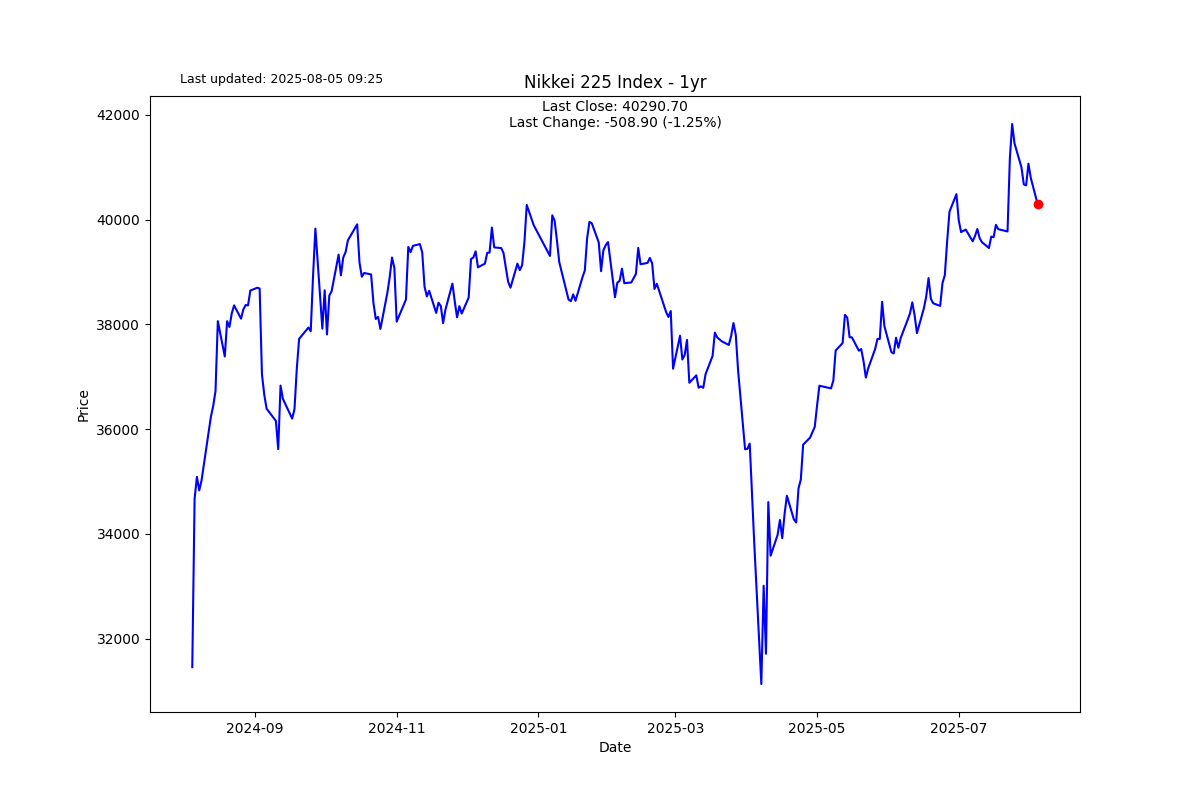 Last updated: 2025-08-05 09:25
Nikkei 225 Index - 1yr
Last Close: 40290.70
Last Change: -508.90 (-1.25%)
42000
40000
38000
36000
34000
32000
Price
2024-09
2024-11
2025-01
2025-03
2025-05
2025-07
Date